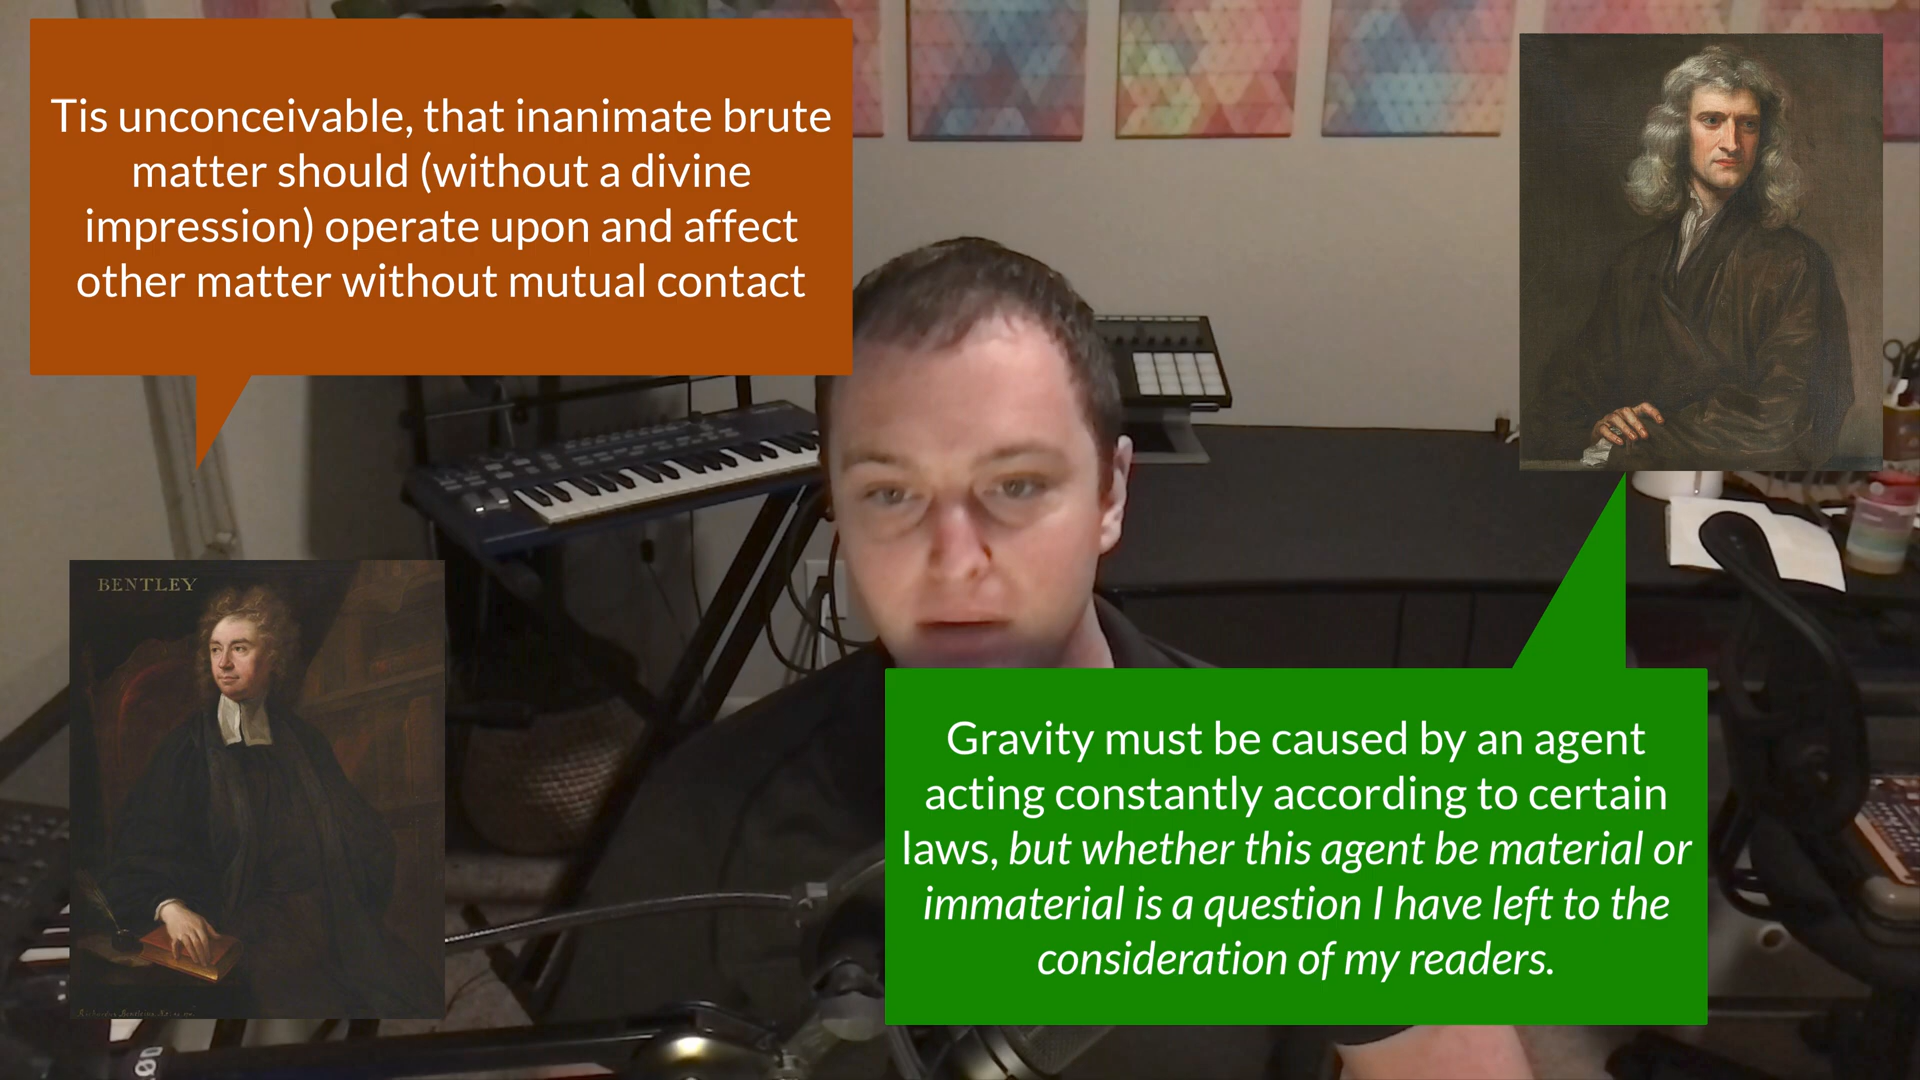 Tis unconceivable, that inanimate brute
matter should (without a divine
impression) operate upon and affect
other matter without mutual contact
BENTLEY
Gravity must be caused by an agent
acting constantly according to certain
laws, but whether this agent be material or
immaterial is a question I have left to the
consideration of my readers.